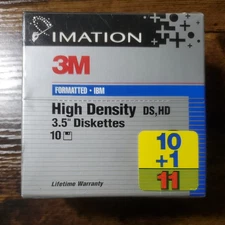 IMATION
3M
FORMATTED • IBM
High Density DS, HD
3.5" Diskettes
10
10
+1
11
Lifetime Warranty